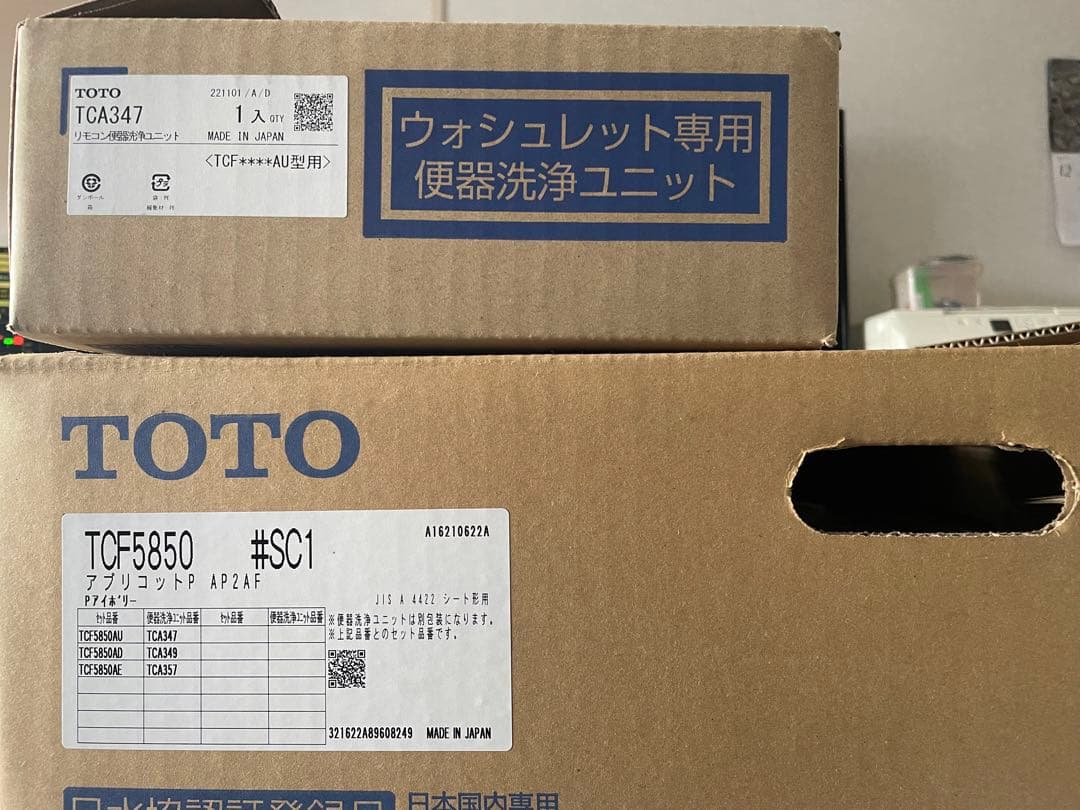 TOTO
221101/A/D
TCA347
1入 QTY
リモコン便器洗浄ユニット
MADE IN JAPAN
<TCF****AU型用>
ダンボール
プラ
ウォシュレット専用
便器洗浄ユニット
TOTO
TCF5850 #SC1
A16210622A
アプリコットP AP2AF
Pアイボリー
JIS A 4422 シート形用
セット品番 便器洗浄ユニット品番 セット品番 便器洗浄ユニット品番
※便器洗浄ユニットは別包装になります。
TCF5850AU TCA347
※上記品番とのセット品番です。
TCF5850AD TCA349
TCF5850AE TCA357
321622A89608249 MADE IN JAPAN
日本国内専用